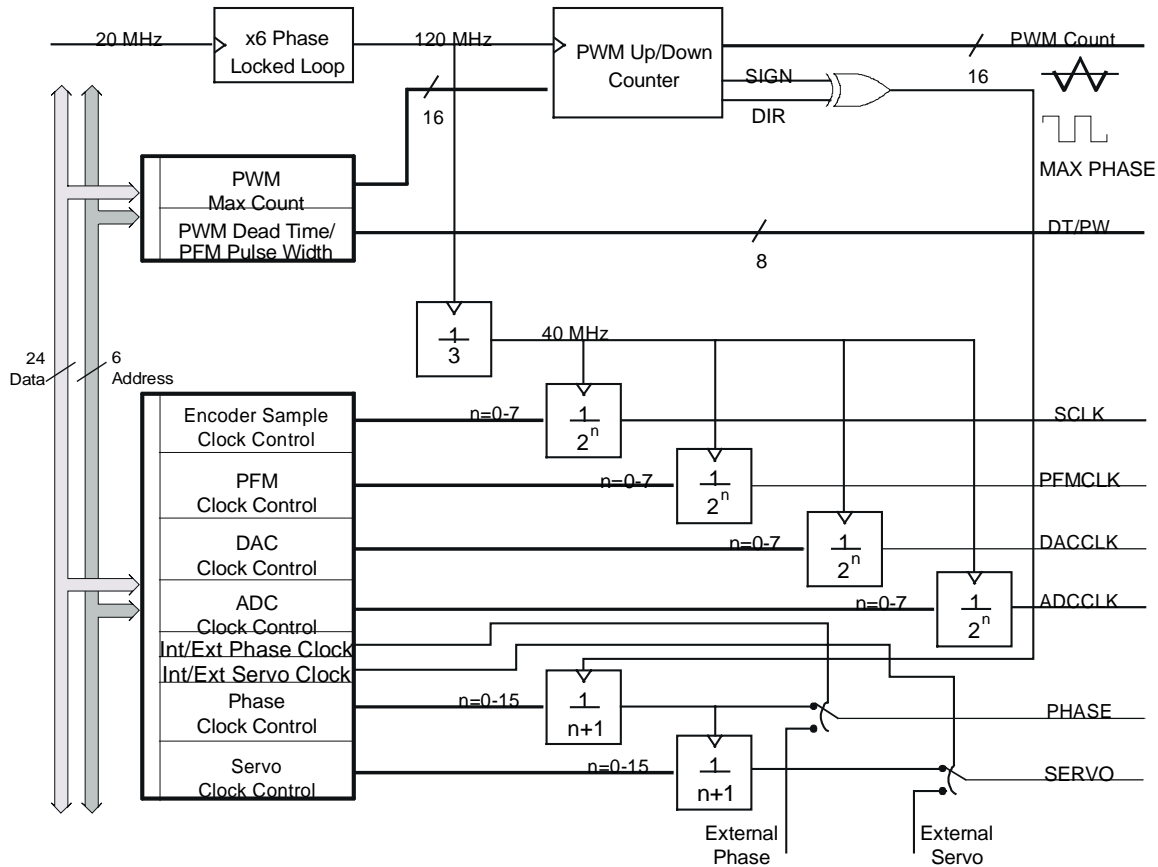 20 MHz
x6 Phase
Locked Loop
120 MHz
PWM Up/Down
Counter
SIGN
DIR
16
PWM Count
16
MAX PHASE
PWM
Max Count
PWM Dead Time/
PFM Pulse Width
8
DT/PW
1
3
40 MHz
24
Data
6
Address
Encoder Sample
Clock Control
n=0-7
1
2n
SCLK
PFM
Clock Control
n=0-7
1
2n
PFMCLK
DAC
Clock Control
n=0-7
1
2n
DACCLK
ADC
Clock Control
n=0-7
1
2n
ADCCLK
Int/Ext Phase Clock
Int/Ext Servo Clock
Phase
Clock Control
n=0-15
1
n+1
PHASE
Servo
Clock Control
n=0-15
1
n+1
SERVO
External
Phase
External
Servo